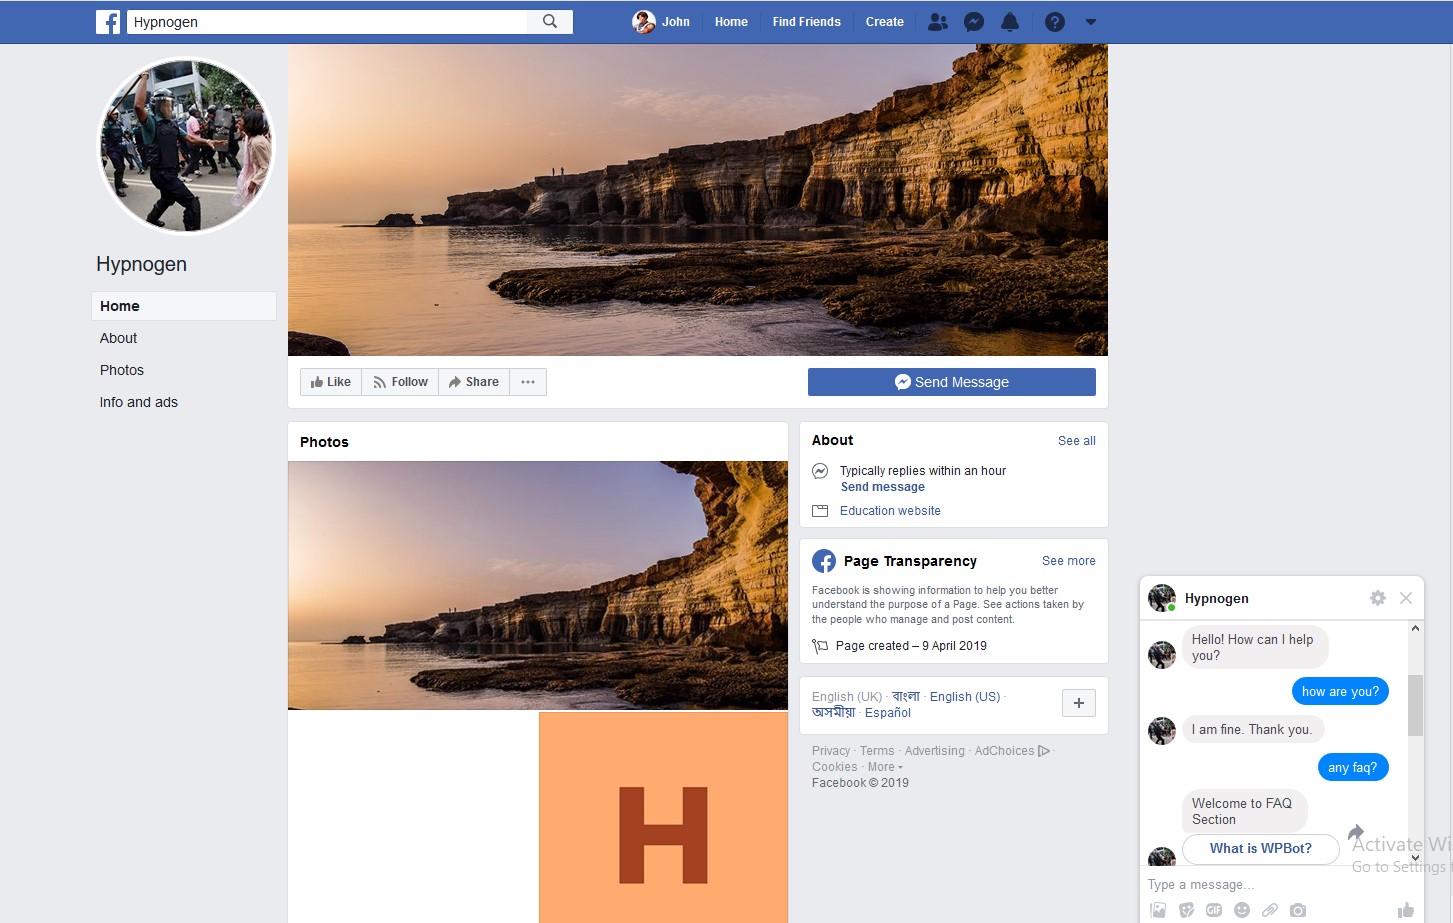 Hypnogen
John
Home
Find Friends
Create
Hypnogen
Home
About
Photos
Info and ads
Like
Follow
Share
Send Message
Photos
H
About
See all
Typically replies within an hour
Send message
Education website
Page Transparency
See more
Facebook is showing information to help you better
understand the purpose of a Page. See actions taken by
the people who manage and post content.
Page created – 9 April 2019
English (UK) · বাংলা · English (US) ·
অসমীয়া · Español
Privacy · Terms · Advertising · AdChoices ·
Cookies · More
Facebook © 2019
Hypnogen
Hello! How can I help
you?
how are you?
I am fine. Thank you.
any faq?
Welcome to FAQ
Section
What is WPBot?
Activate Wi
Go to Settings t
Type a message...
GIF